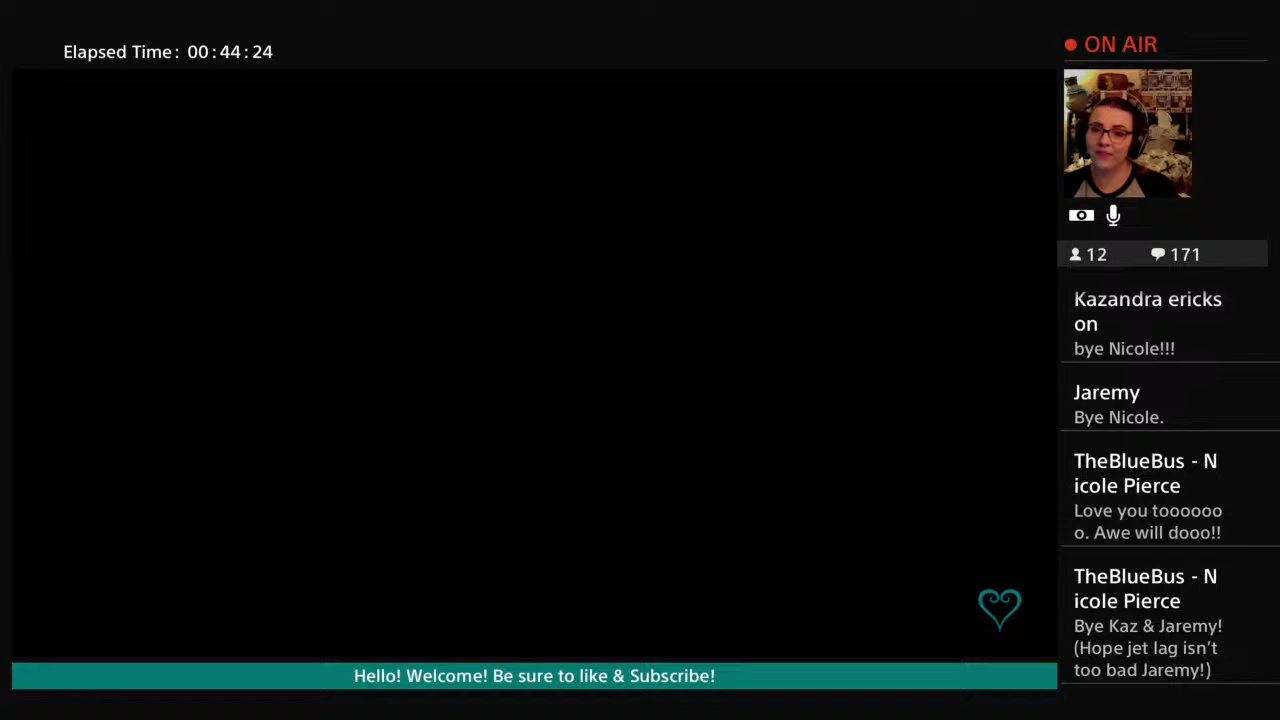 Elapsed Time: 00:44:24
ON AIR
12 171
Kazandra ericks
on
bye Nicole!!!
Jaremy
Bye Nicole.
TheBlueBus - N
icole Pierce
Love you toooooo
o. Awe will dooo!!
TheBlueBus - N
icole Pierce
Bye Kaz & Jaremy!
(Hope jet lag isn't
too bad Jaremy!)
Hello! Welcome! Be sure to like & Subscribe!